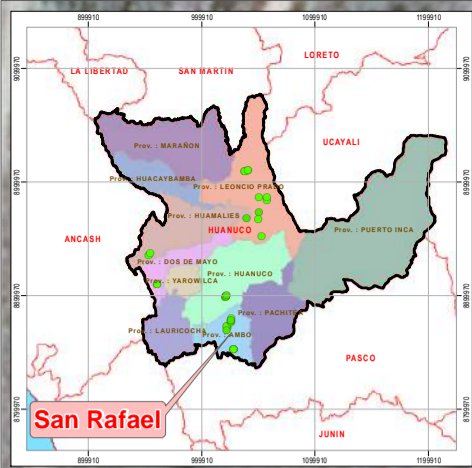 899910 999910 1099910 1199910
LORETO
9099970 9099970
LA LIBERTAD SAN MARTIN
UCAYALI
Prov. : MARAÑON
Prov. : HUACAYBAMBA
8999970 8999970
Prov. : LEONCIO PRADO
Prov. : HUAMALIES
HUANUCO
Prov. : PUERTO INCA
ANCASH
Prov. : DOS DE MAYO
Prov. : HUANUCO
Prov. : YAROWILCA
8899970 8899970
Prov. : PACHITEA
Prov. : LAURICOCHA
Prov. : AMBO
PASCO
San Rafael
8799970 8799970
JUNIN
899910 999910 1099910 1199910